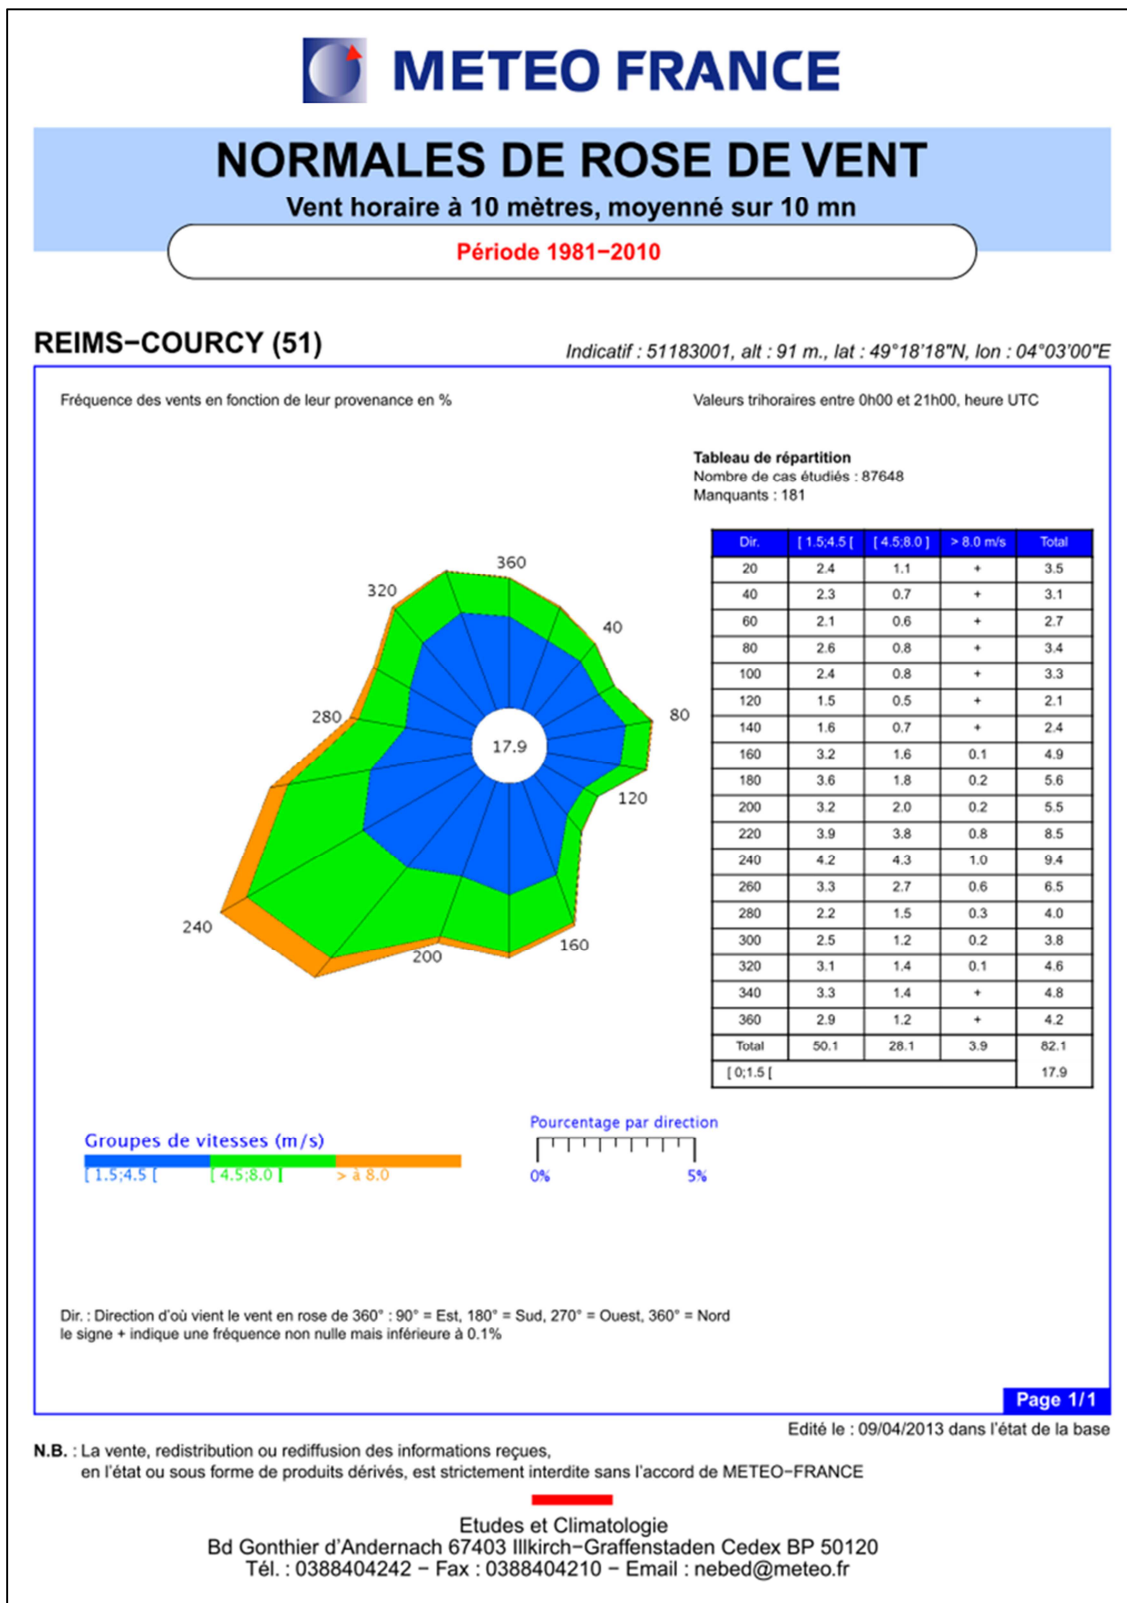 METEO FRANCE
NORMALES DE ROSE DE VENT
Vent horaire à 10 mètres, moyenné sur 10 mn
Période 1981−2010
REIMS−COURCY (51)
Indicatif : 51183001, alt : 91 m., lat : 49°18'18"N, lon : 04°03'00"E
Fréquence des vents en fonction de leur provenance en %
Valeurs trihoraires entre 0h00 et 21h00, heure UTC
Tableau de répartition
Nombre de cas étudiés : 87648
Manquants : 181
360
320
40
280
80
17.9
120
240
200
160
Dir. [ 1.5;4.5 [ [ 4.5;8.0 ] > 8.0 m/s Total
20 2.4 1.1 + 3.5
40 2.3 0.7 + 3.1
60 2.1 0.6 + 2.7
80 2.6 0.8 + 3.4
100 2.4 0.8 + 3.3
120 1.5 0.5 + 2.1
140 1.6 0.7 + 2.4
160 3.2 1.6 0.1 4.9
180 3.6 1.8 0.2 5.6
200 3.2 2.0 0.2 5.5
220 3.9 3.8 0.8 8.5
240 4.2 4.3 1.0 9.4
260 3.3 2.7 0.6 6.5
280 2.2 1.5 0.3 4.0
300 2.5 1.2 0.2 3.8
320 3.1 1.4 0.1 4.6
340 3.3 1.4 + 4.8
360 2.9 1.2 + 4.2
Total 50.1 28.1 3.9 82.1
[ 0;1.5 [ 17.9
Groupes de vitesses (m/s)
[ 1.5;4.5 [ [ 4.5;8.0 ] > à 8.0
Pourcentage par direction
0% 5%
Dir. : Direction d'où vient le vent en rose de 360° : 90° = Est, 180° = Sud, 270° = Ouest, 360° = Nord
le signe + indique une fréquence non nulle mais inférieure à 0.1%
Page 1/1
Edité le : 09/04/2013 dans l'état de la base
N.B. : La vente, redistribution ou rediffusion des informations reçues,
en l'état ou sous forme de produits dérivés, est strictement interdite sans l'accord de METEO−FRANCE
Etudes et Climatologie
Bd Gonthier d'Andernach 67403 Illkirch−Graffenstaden Cedex BP 50120
Tél. : 0388404242 − Fax : 0388404210 − Email : nebed@meteo.fr